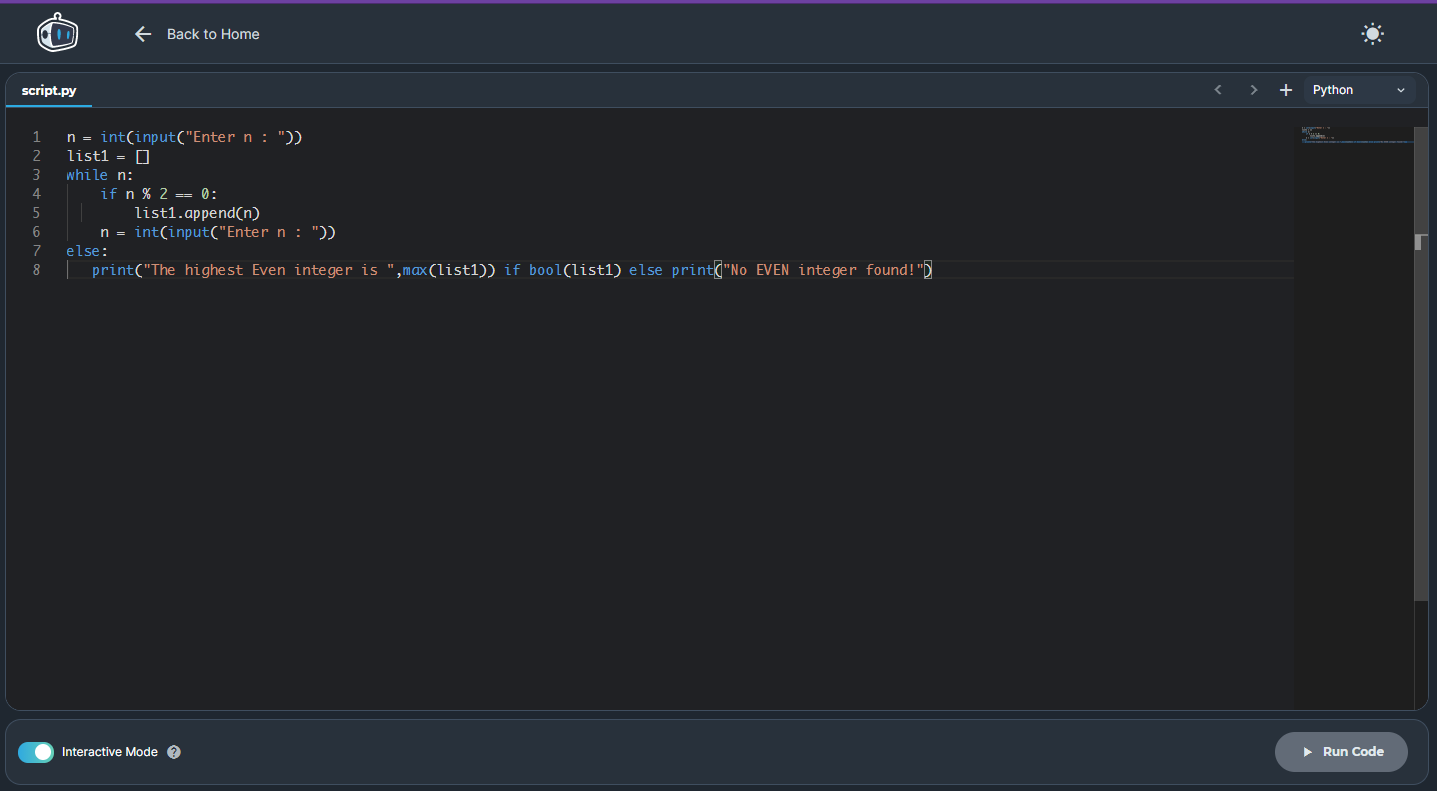 Back to Home
script.py
Python
1 n = int(input("Enter n : "))
2 list1 = []
3 while n:
4     if n % 2 == 0:
5         list1.append(n)
6     n = int(input("Enter n : "))
7 else:
8    print("The highest Even integer is ",max(list1)) if bool(list1) else print("No EVEN integer found!")
Interactive Mode ?
Run Code